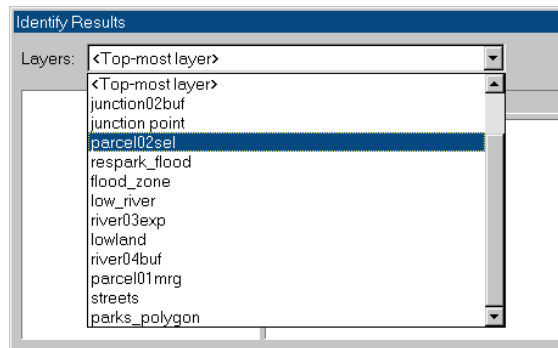 Identify Results
Layers: <Top-most layer>
<Top-most layer>
junction02buf
junction point
parcel02sel
respark_flood
flood_zone
low_river
river03exp
lowland
river04buf
parcel01mrg
streets
parks_polygon